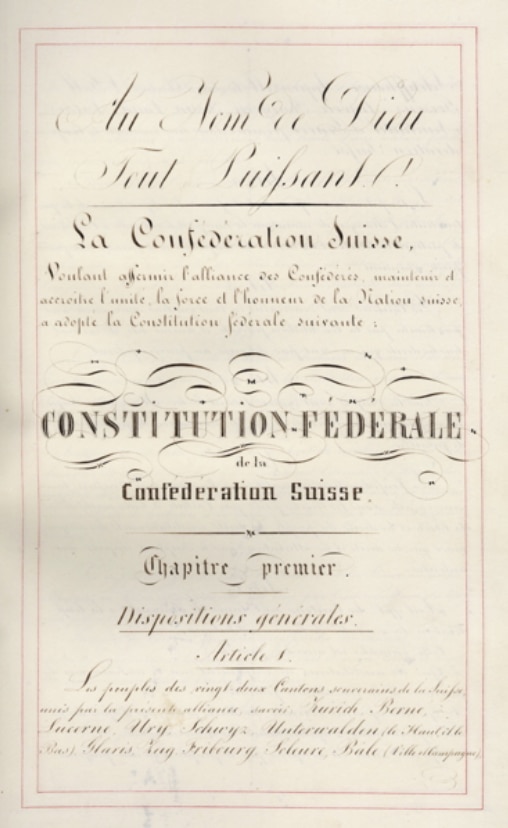 Au Nom de Dieu
Tout Puissant!
La Confédération Suisse,
Voulant affermir l'alliance des Confédérés, maintenir et
accroître l'unité, la force et l'honneur de la Nation suisse,
a adopté la Constitution fédérale suivante :
CONSTITUTION-FÉDÉRALE
de la
Confédération Suisse.
Chapitre premier.
Dispositions générales.
Article 1.
Les peuples des vingt-deux Cantons souverains de la Suisse,
unis par la présente alliance, savoir: Zurich, Berne,
Lucerne, Ury, Schwyz, Unterwalden (le Haut et le
Bas), Glaris, Zug, Fribourg, Soleure, Bâle (Ville et Campagne),